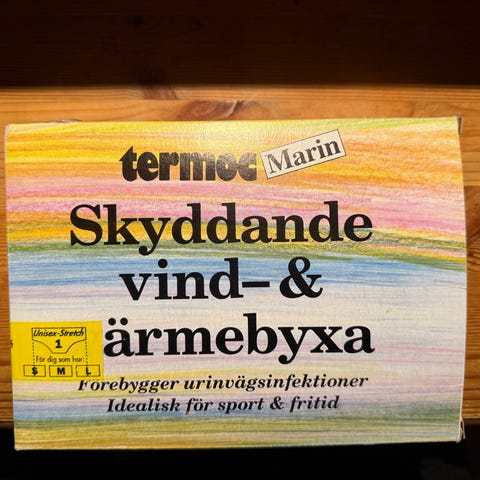 termoc Marin
Skyddande
vind- &
ärmebyxa
Unisex-Stretch
1
för dig som har:
S M L
Förebygger urinvägsinfektioner
Idealisk för sport & fritid